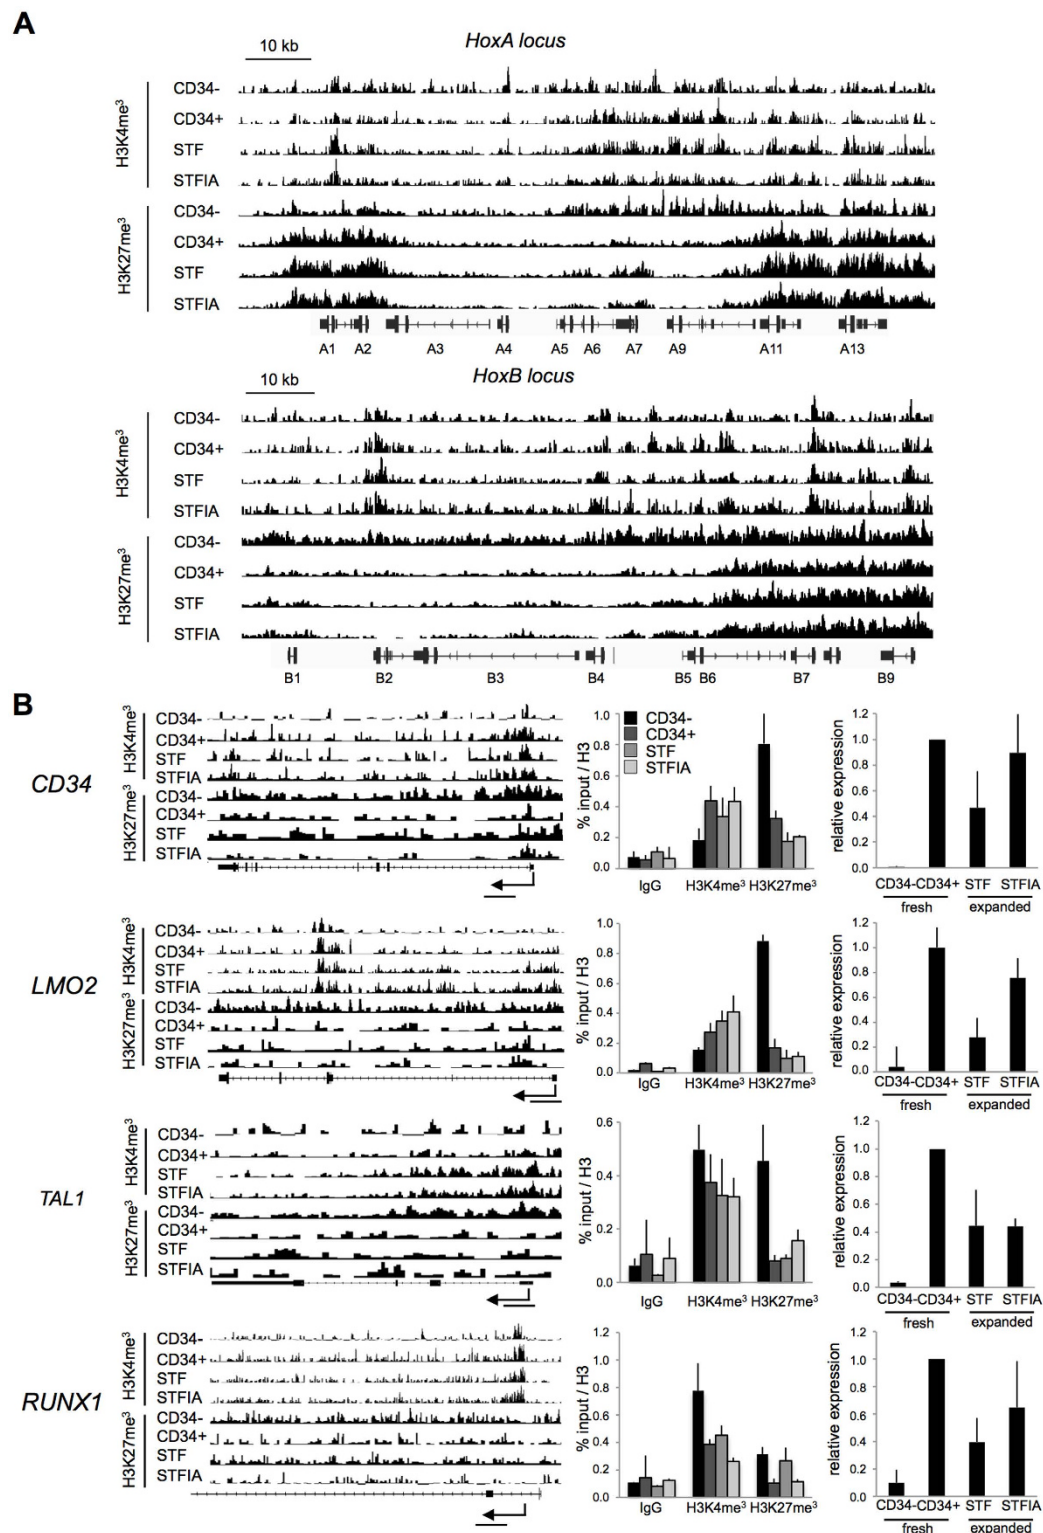 A
HoxA locus
10 kb
H3K4me³
CD34-
CD34+
STF
STFIA
H3K27me³
CD34-
CD34+
STF
STFIA
A1 A2 A3 A4 A5 A6 A7 A9 A11 A13
HoxB locus
10 kb
H3K4me³
CD34-
CD34+
STF
STFIA
H3K27me³
CD34-
CD34+
STF
STFIA
B1 B2 B3 B4 B5 B6 B7 B9
B
CD34
H3K4me³
CD34-
CD34+
STF
STFIA
H3K27me³
CD34-
CD34+
STF
STFIA
% input / H3
1.0
0.8
0.6
0.4
0.2
0.0
CD34-
CD34+
STF
STFIA
IgG H3K4me³ H3K27me³
relative expression
1.2
1.0
0.8
0.6
0.4
0.2
0.0
CD34- CD34+ STF STFIA
fresh expanded
LMO2
H3K4me³
CD34-
CD34+
STF
STFIA
H3K27me³
CD34-
CD34+
STF
STFIA
% input / H3
1.0
0.8
0.6
0.4
0.2
0.0
IgG H3K4me³ H3K27me³
relative expression
1.2
1.0
0.8
0.6
0.4
0.2
0.0
CD34- CD34+ STF STFIA
fresh expanded
TAL1
H3K4me³
CD34-
CD34+
STF
STFIA
H3K27me³
CD34-
CD34+
STF
STFIA
% input / H3
0.6
0.4
0.2
0.0
IgG H3K4me³ H3K27me³
relative expression
1.2
1.0
0.8
0.6
0.4
0.2
0.0
CD34- CD34+ STF STFIA
fresh expanded
RUNX1
H3K4me³
CD34-
CD34+
STF
STFIA
H3K27me³
CD34-
CD34+
STF
STFIA
% input / H3
1.2
1.0
0.8
0.6
0.4
0.2
0.0
IgG H3K4me³ H3K27me³
relative expression
1.2
1.0
0.8
0.6
0.4
0.2
0.0
CD34- CD34+ STF STFIA
fresh expanded